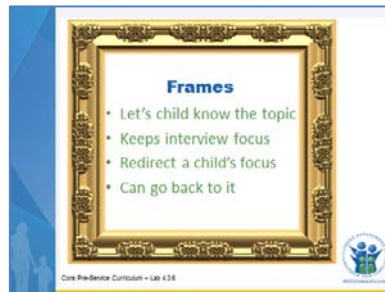 Frames
• Let's child know the topic
• Keeps interview focus
• Redirect a child's focus
• Can go back to it
Core Pre-Service Curriculum – Lab 4.3.6